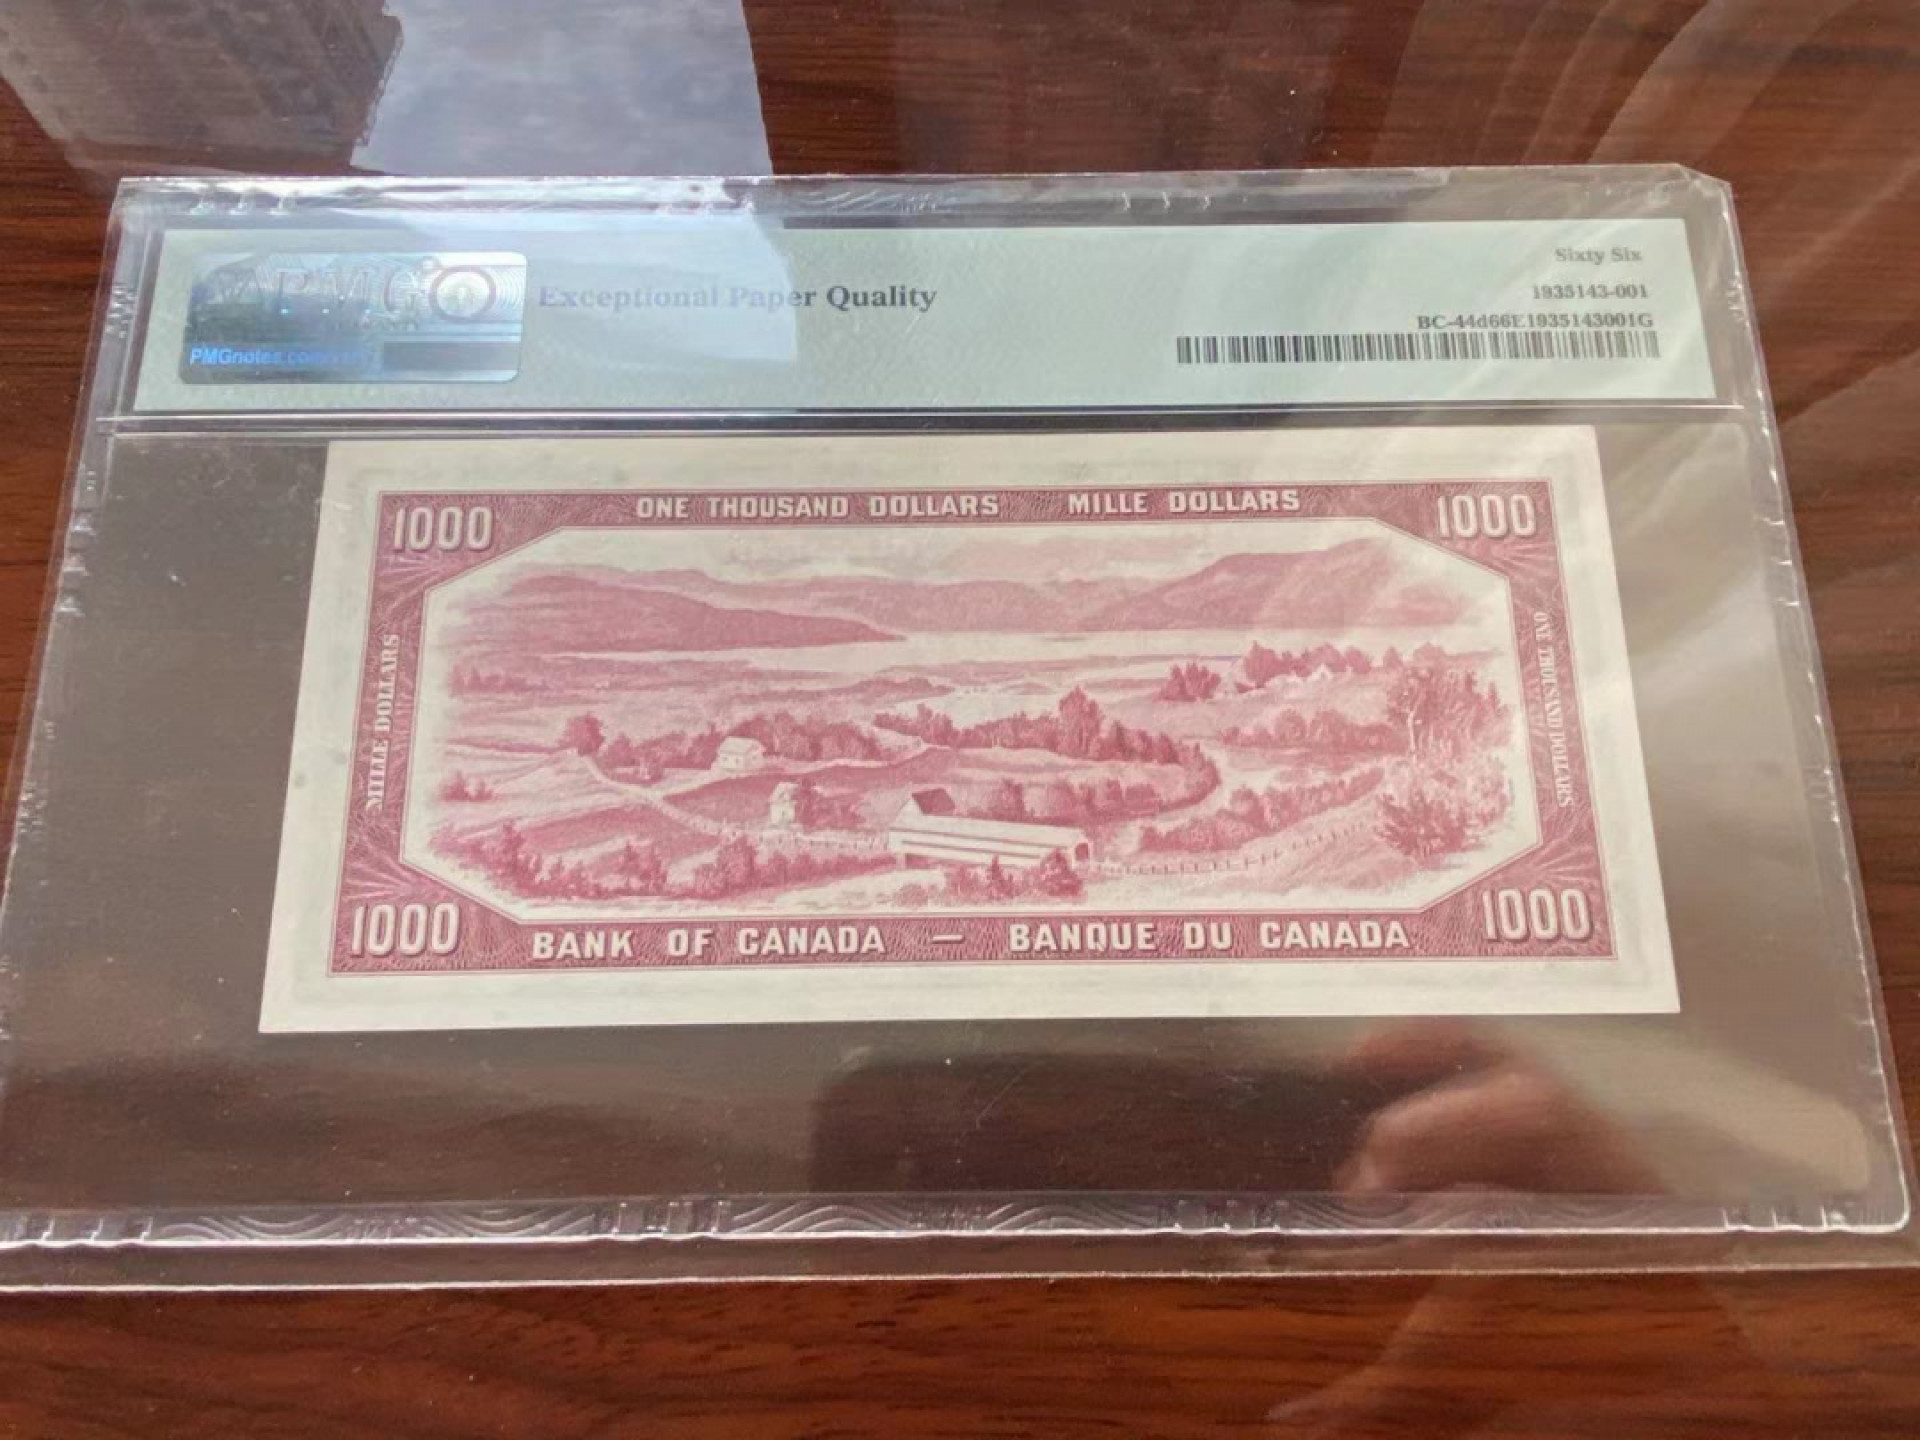 Sixty Six
PMG
Exceptional Paper Quality
1935143-001
BC-44d66E1935143001G
PMGnotes.com
ONE THOUSAND DOLLARS MILLE DOLLARS
1000
1000
MILLE DOLLARS
ONE THOUSAND DOLLARS
1000
1000
BANK OF CANADA — BANQUE DU CANADA